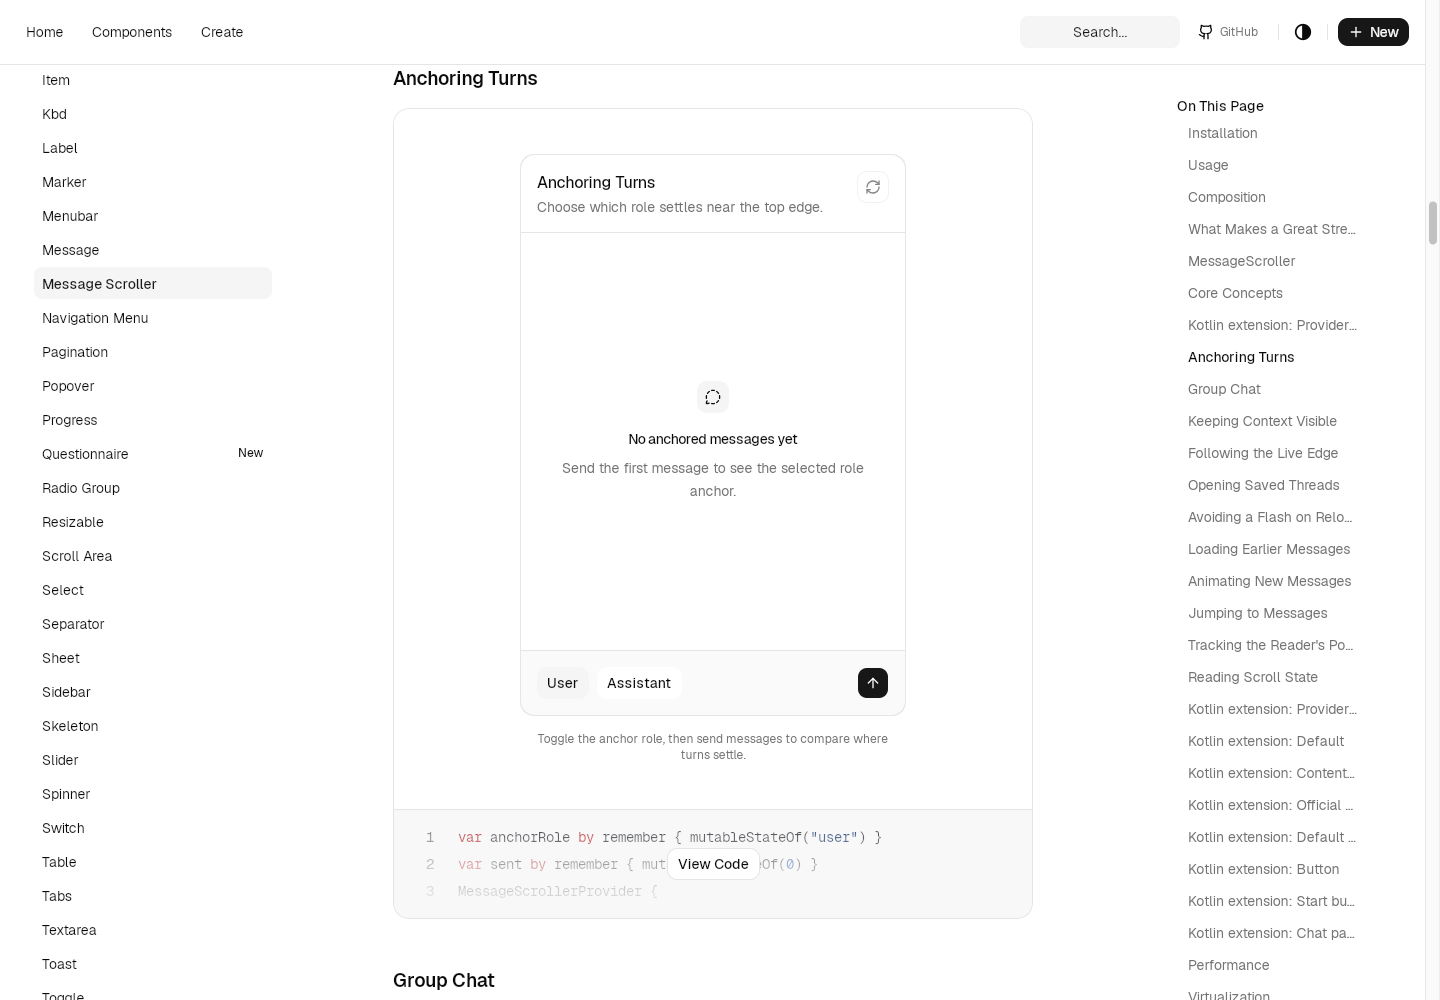 Home
Components
Create
Search...
GitHub
New
Item
Kbd
Label
Marker
Menubar
Message
Message Scroller
Navigation Menu
Pagination
Popover
Progress
Questionnaire New
Radio Group
Resizable
Scroll Area
Select
Separator
Sheet
Sidebar
Skeleton
Slider
Spinner
Switch
Table
Tabs
Textarea
Toast
Toggle
Anchoring Turns
Anchoring Turns
Choose which role settles near the top edge.
No anchored messages yet
Send the first message to see the selected role
anchor.
User
Assistant
Toggle the anchor role, then send messages to compare where
turns settle.
1 var anchorRole by remember { mutableStateOf("user") }
2 var sent by remember { mut
eOf(0) }
View Code
3 MessageScrollerProvider {
Group Chat
On This Page
Installation
Usage
Composition
What Makes a Great Stre...
MessageScroller
Core Concepts
Kotlin extension: Provider...
Anchoring Turns
Group Chat
Keeping Context Visible
Following the Live Edge
Opening Saved Threads
Avoiding a Flash on Relo...
Loading Earlier Messages
Animating New Messages
Jumping to Messages
Tracking the Reader's Po...
Reading Scroll State
Kotlin extension: Provider...
Kotlin extension: Default
Kotlin extension: Content...
Kotlin extension: Official ...
Kotlin extension: Default ...
Kotlin extension: Button
Kotlin extension: Start bu...
Kotlin extension: Chat pa...
Performance
Virtualization